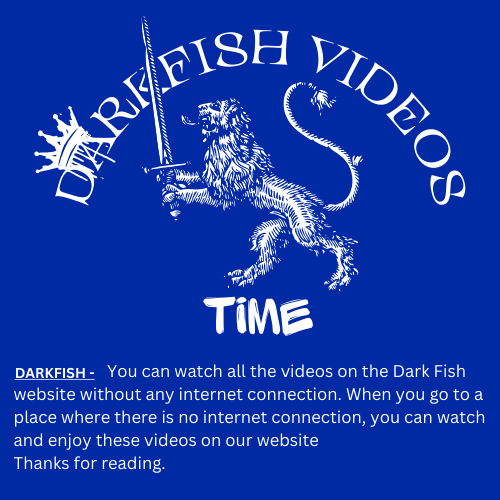 DARKFISH VIDEOS
TiME
DARKFISH - You can watch all the videos on the Dark Fish
website without any internet connection. When you go to a
place where there is no internet connection, you can watch
and enjoy these videos on our website
Thanks for reading.